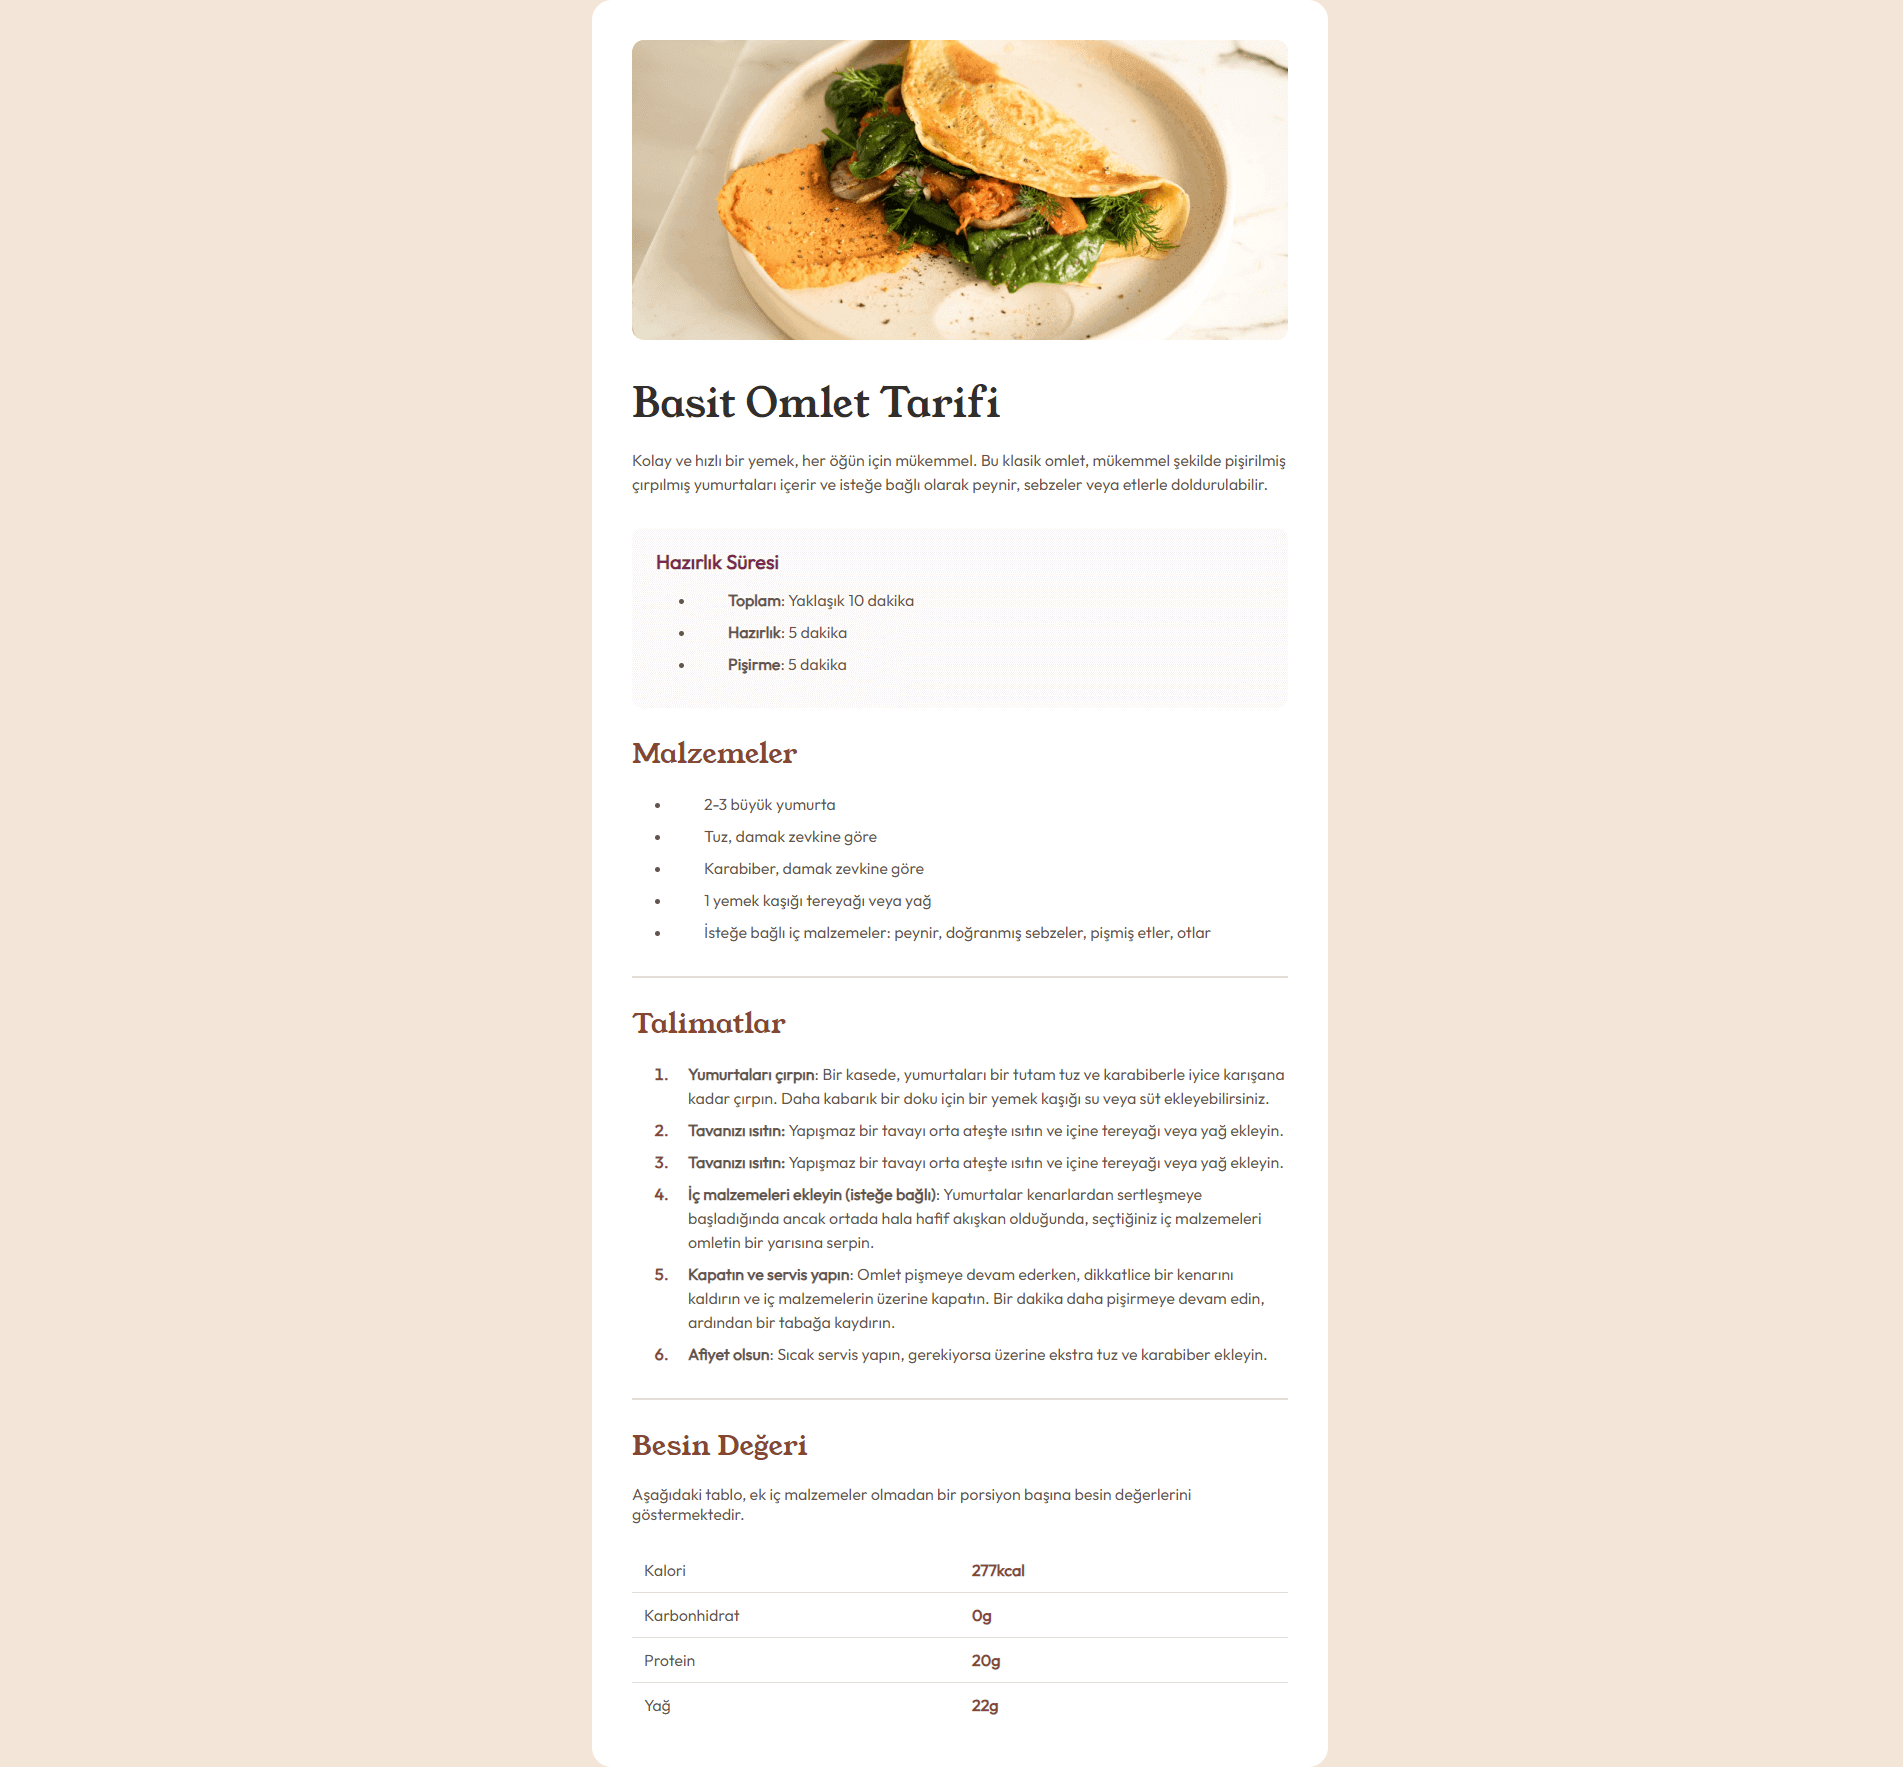 Basit Omlet Tarifi
Kolay ve hızlı bir yemek, her öğün için mükemmel. Bu klasik omlet, mükemmel şekilde pişirilmiş
çırpılmış yumurtaları içerir ve isteğe bağlı olarak peynir, sebzeler veya etlerle doldurulabilir.
Hazırlık Süresi
• Toplam: Yaklaşık 10 dakika
• Hazırlık: 5 dakika
• Pişirme: 5 dakika
Malzemeler
• 2-3 büyük yumurta
• Tuz, damak zevkine göre
• Karabiber, damak zevkine göre
• 1 yemek kaşığı tereyağı veya yağ
• İsteğe bağlı iç malzemeler: peynir, doğranmış sebzeler, pişmiş etler, otlar
Talimatlar
1. Yumurtaları çırpın: Bir kasede, yumurtaları bir tutam tuz ve karabiberle iyice karışana
kadar çırpın. Daha kabarık bir doku için bir yemek kaşığı su veya süt ekleyebilirsiniz.
2. Tavanızı ısıtın: Yapışmaz bir tavayı orta ateşte ısıtın ve içine tereyağı veya yağ ekleyin.
3. Tavanızı ısıtın: Yapışmaz bir tavayı orta ateşte ısıtın ve içine tereyağı veya yağ ekleyin.
4. İç malzemeleri ekleyin (isteğe bağlı): Yumurtalar kenarlardan sertleşmeye
başladığında ancak ortada hala hafif akışkan olduğunda, seçtiğiniz iç malzemeleri
omletin bir yarısına serpin.
5. Kapatın ve servis yapın: Omlet pişmeye devam ederken, dikkatlice bir kenarını
kaldırın ve iç malzemelerin üzerine kapatın. Bir dakika daha pişirmeye devam edin,
ardından bir tabağa kaydırın.
6. Afiyet olsun: Sıcak servis yapın, gerekiyorsa üzerine ekstra tuz ve karabiber ekleyin.
Besin Değeri
Aşağıdaki tablo, ek iç malzemeler olmadan bir porsiyon başına besin değerlerini
göstermektedir.
Kalori 277kcal
Karbonhidrat 0g
Protein 20g
Yağ 22g